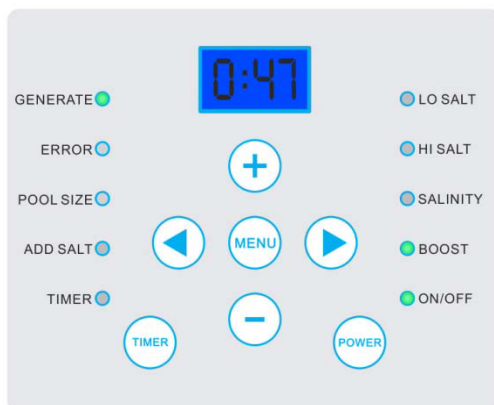 0:47
GENERATE
LO SALT
ERROR
HI SALT
+
POOL SIZE
SALINITY
MENU
ADD SALT
BOOST
TIMER
ON/OFF
−
TIMER
POWER